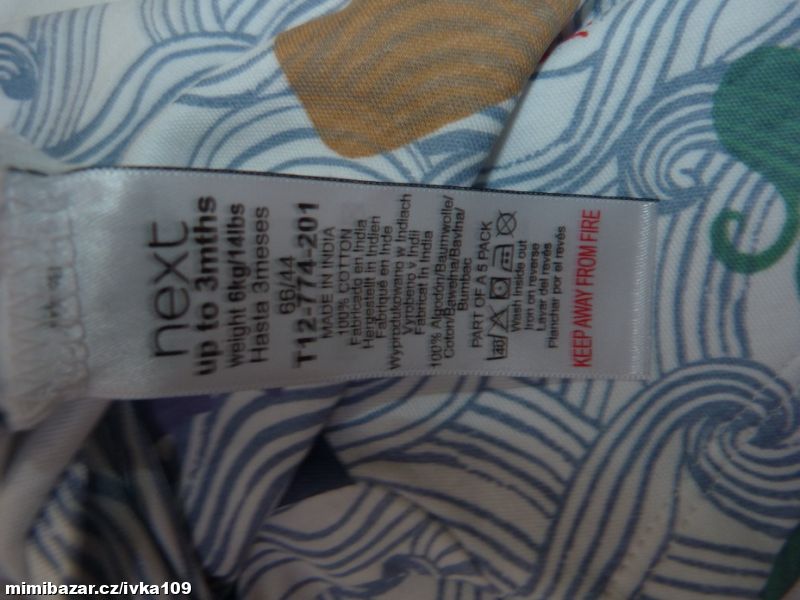 next
up to 3mths
weight 6kg/14lbs
Hasta 3meses
66/44
T12-774-201
MADE IN INDIA
100% COTTON
Fabricado en India
Hergestellt in Indien
Fabriqué en Inde
Wyprodukowano w Indiach
Vyrobeno v Indii
Fabricat în India
100% Algodón/Baumwolle/
Coton/Bawełna/Bavlna/
Bumbac
PART OF A 5 PACK
40
Wash inside out
Iron on reverse
Lavar del revés
Planchar por el revés
KEEP AWAY FROM FIRE
mimibazar.cz/ivka109